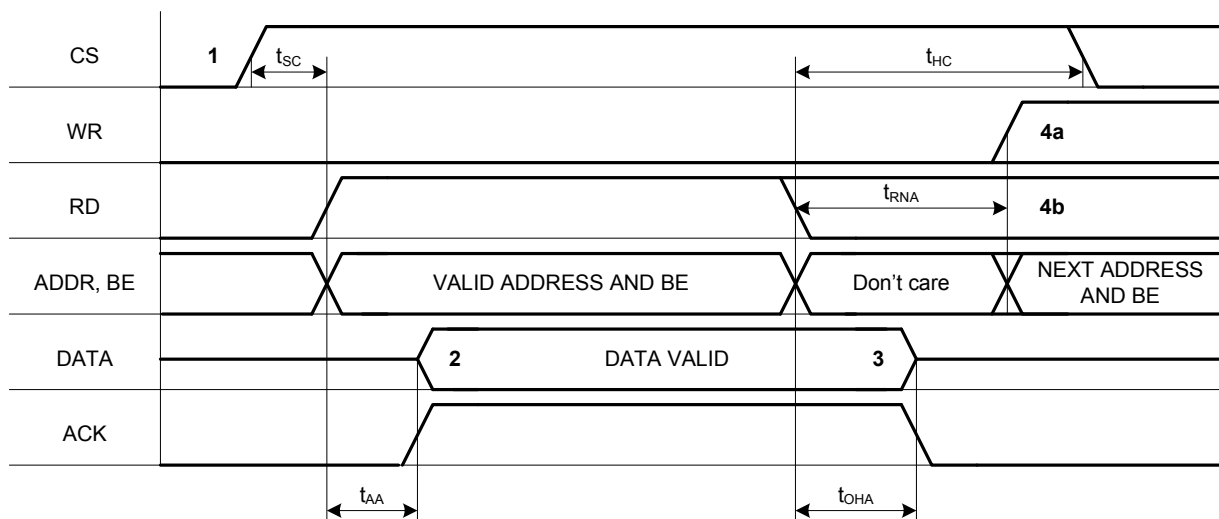 CS
1
tSC
tHC
WR
4a
RD
tRNA
4b
ADDR, BE
VALID ADDRESS AND BE
Don't care
NEXT ADDRESS
AND BE
DATA
2
DATA VALID
3
ACK
tAA
tOHA